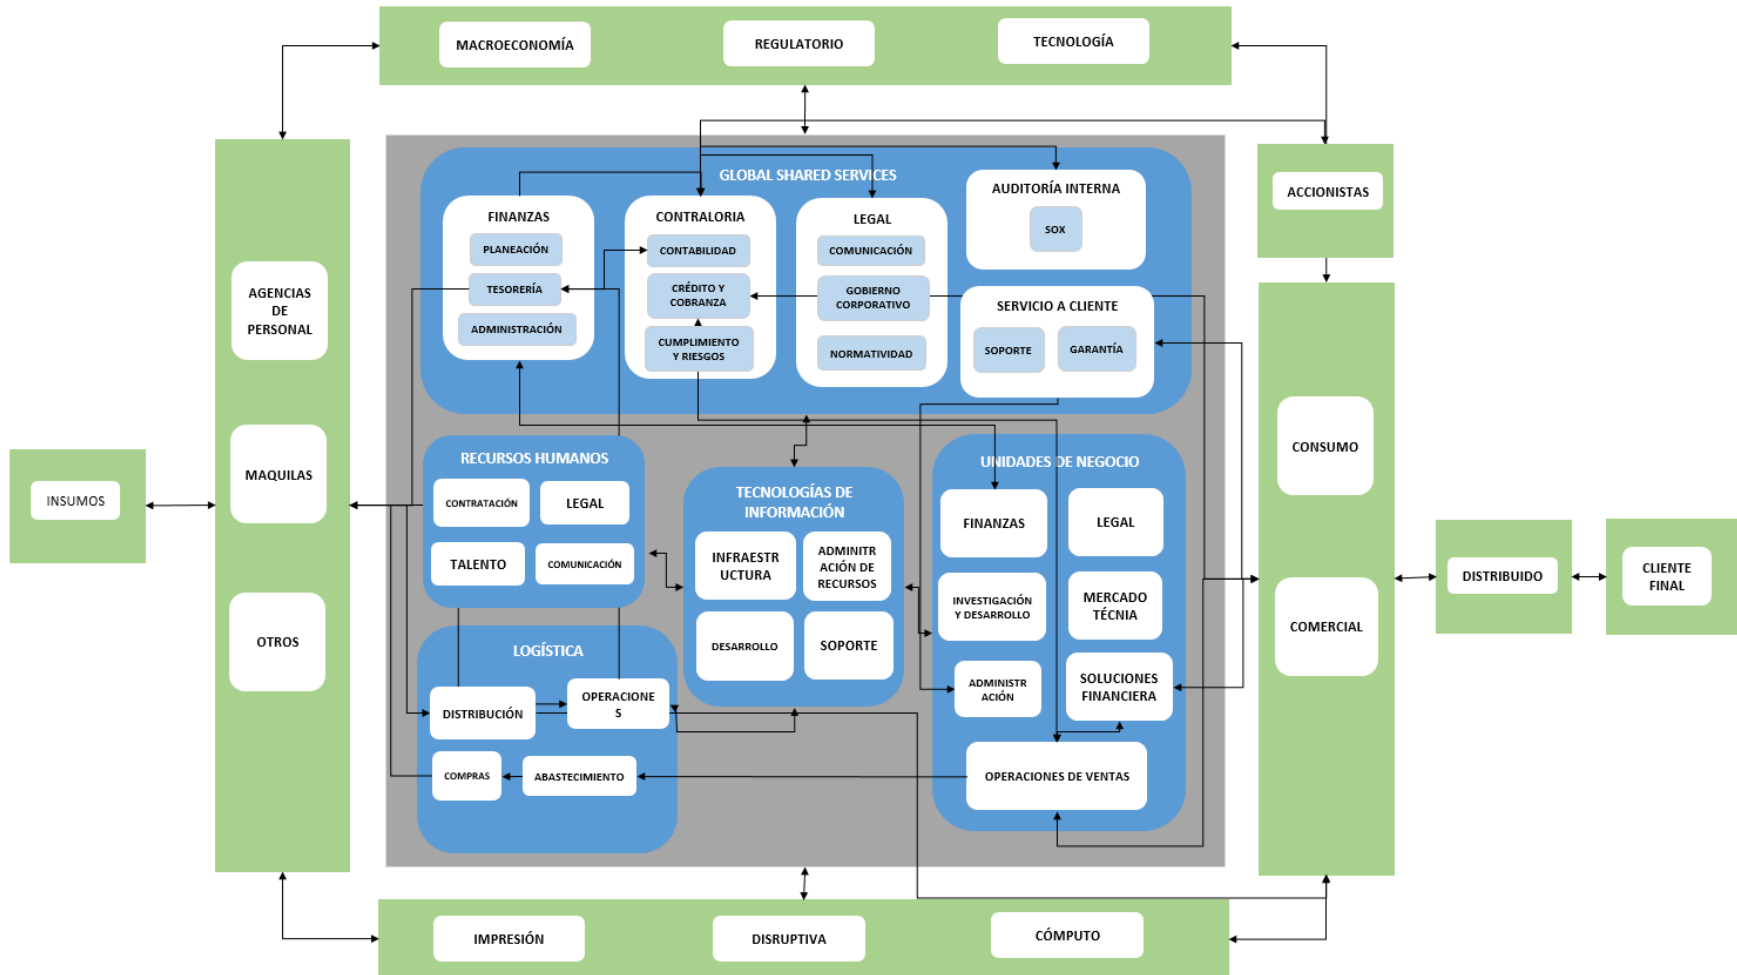 MACROECONOMÍA
REGULATORIO
TECNOLOGÍA
AGENCIAS
DE
PERSONAL
MAQUILAS
OTROS
INSUMOS
GLOBAL SHARED SERVICES
FINANZAS
PLANEACIÓN
TESORERÍA
ADMINISTRACIÓN
CONTRALORIA
CONTABILIDAD
CRÉDITO Y
COBRANZA
CUMPLIMIENTO
Y RIESGOS
LEGAL
COMUNICACIÓN
GOBIERNO
CORPORATIVO
NORMATIVIDAD
AUDITORÍA INTERNA
SOX
SERVICIO A CLIENTE
SOPORTE
GARANTÍA
RECURSOS HUMANOS
CONTRATACIÓN
LEGAL
TALENTO
COMUNICACIÓN
LOGÍSTICA
DISTRIBUCIÓN
OPERACIONE
S
COMPRAS
ABASTECIMIENTO
TECNOLOGÍAS DE
INFORMACIÓN
INFRAESTR
UCTURA
ADMINITR
ACIÓN DE
RECURSOS
DESARROLLO
SOPORTE
UNIDADES DE NEGOCIO
FINANZAS
LEGAL
INVESTIGACIÓN
Y DESARROLLO
MERCADO
TÉCNIA
ADMINISTR
ACIÓN
SOLUCIONES
FINANCIERA
OPERACIONES DE VENTAS
ACCIONISTAS
CONSUMO
COMERCIAL
DISTRIBUIDO
CLIENTE
FINAL
IMPRESIÓN
DISRUPTIVA
CÓMPUTO